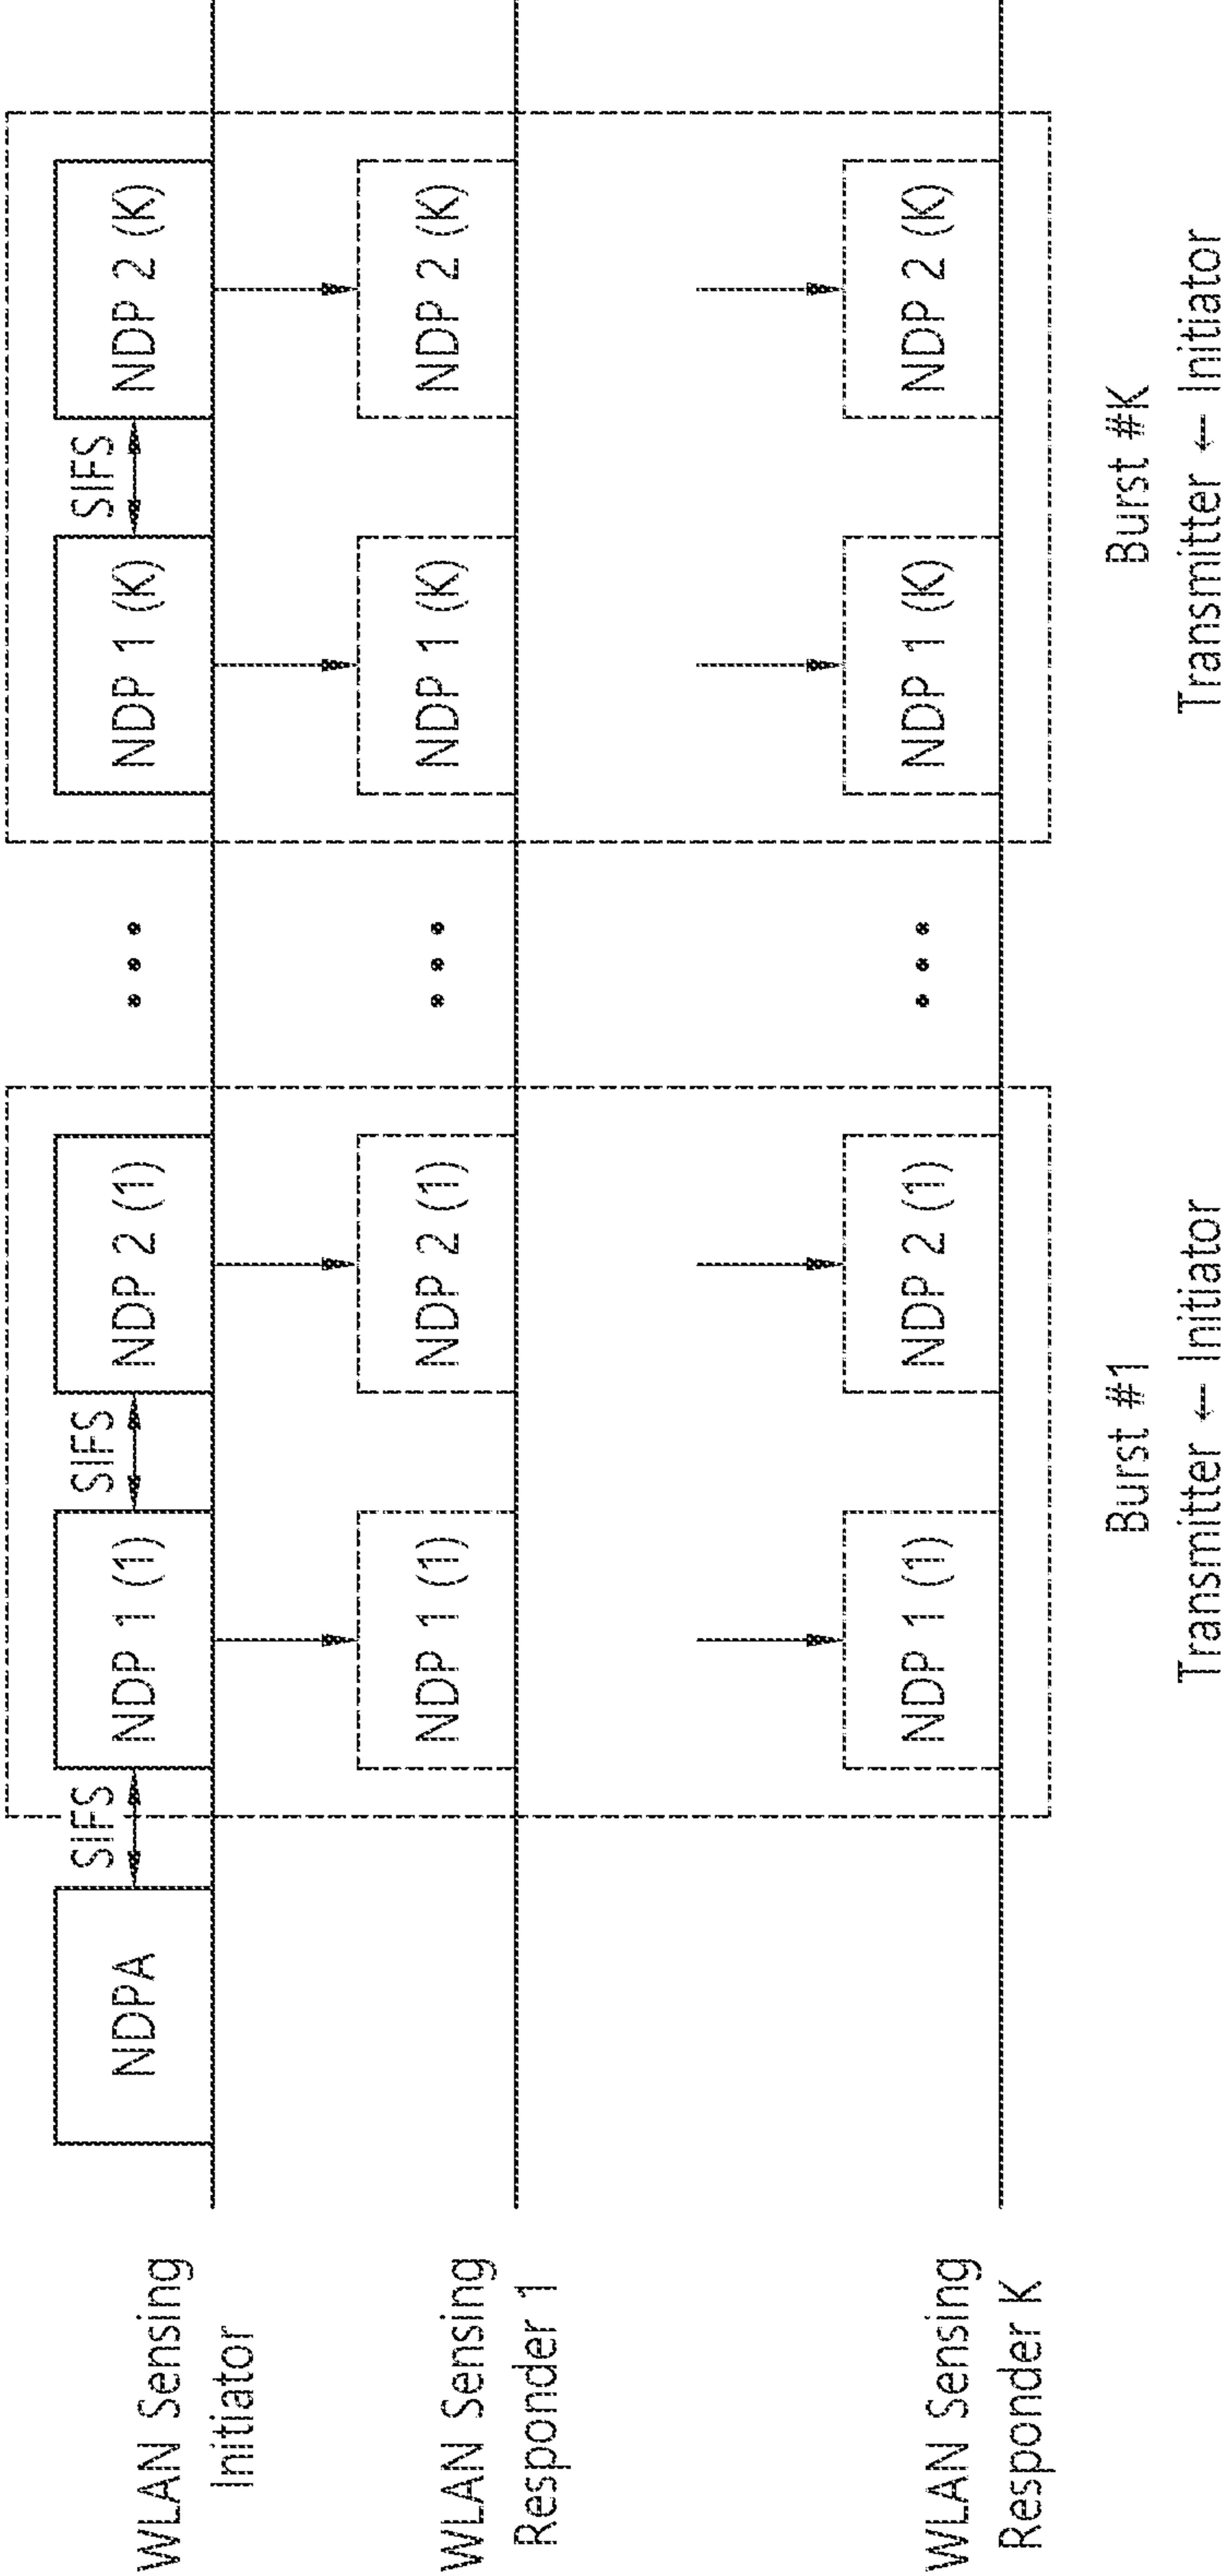 WLAN Sensing
Initiator
NDPA
SIFS
NDP 1 (1)
SIFS
NDP 2 (1)
NDP 1 (K)
SIFS
NDP 2 (K)
WLAN Sensing
Responder 1
NDP 1 (1)
NDP 2 (1)
NDP 1 (K)
NDP 2 (K)
WLAN Sensing
Responder K
NDP 1 (1)
NDP 2 (1)
NDP 1 (K)
NDP 2 (K)
Burst #1
Transmitter ← Initiator
Burst #K
Transmitter ← Initiator